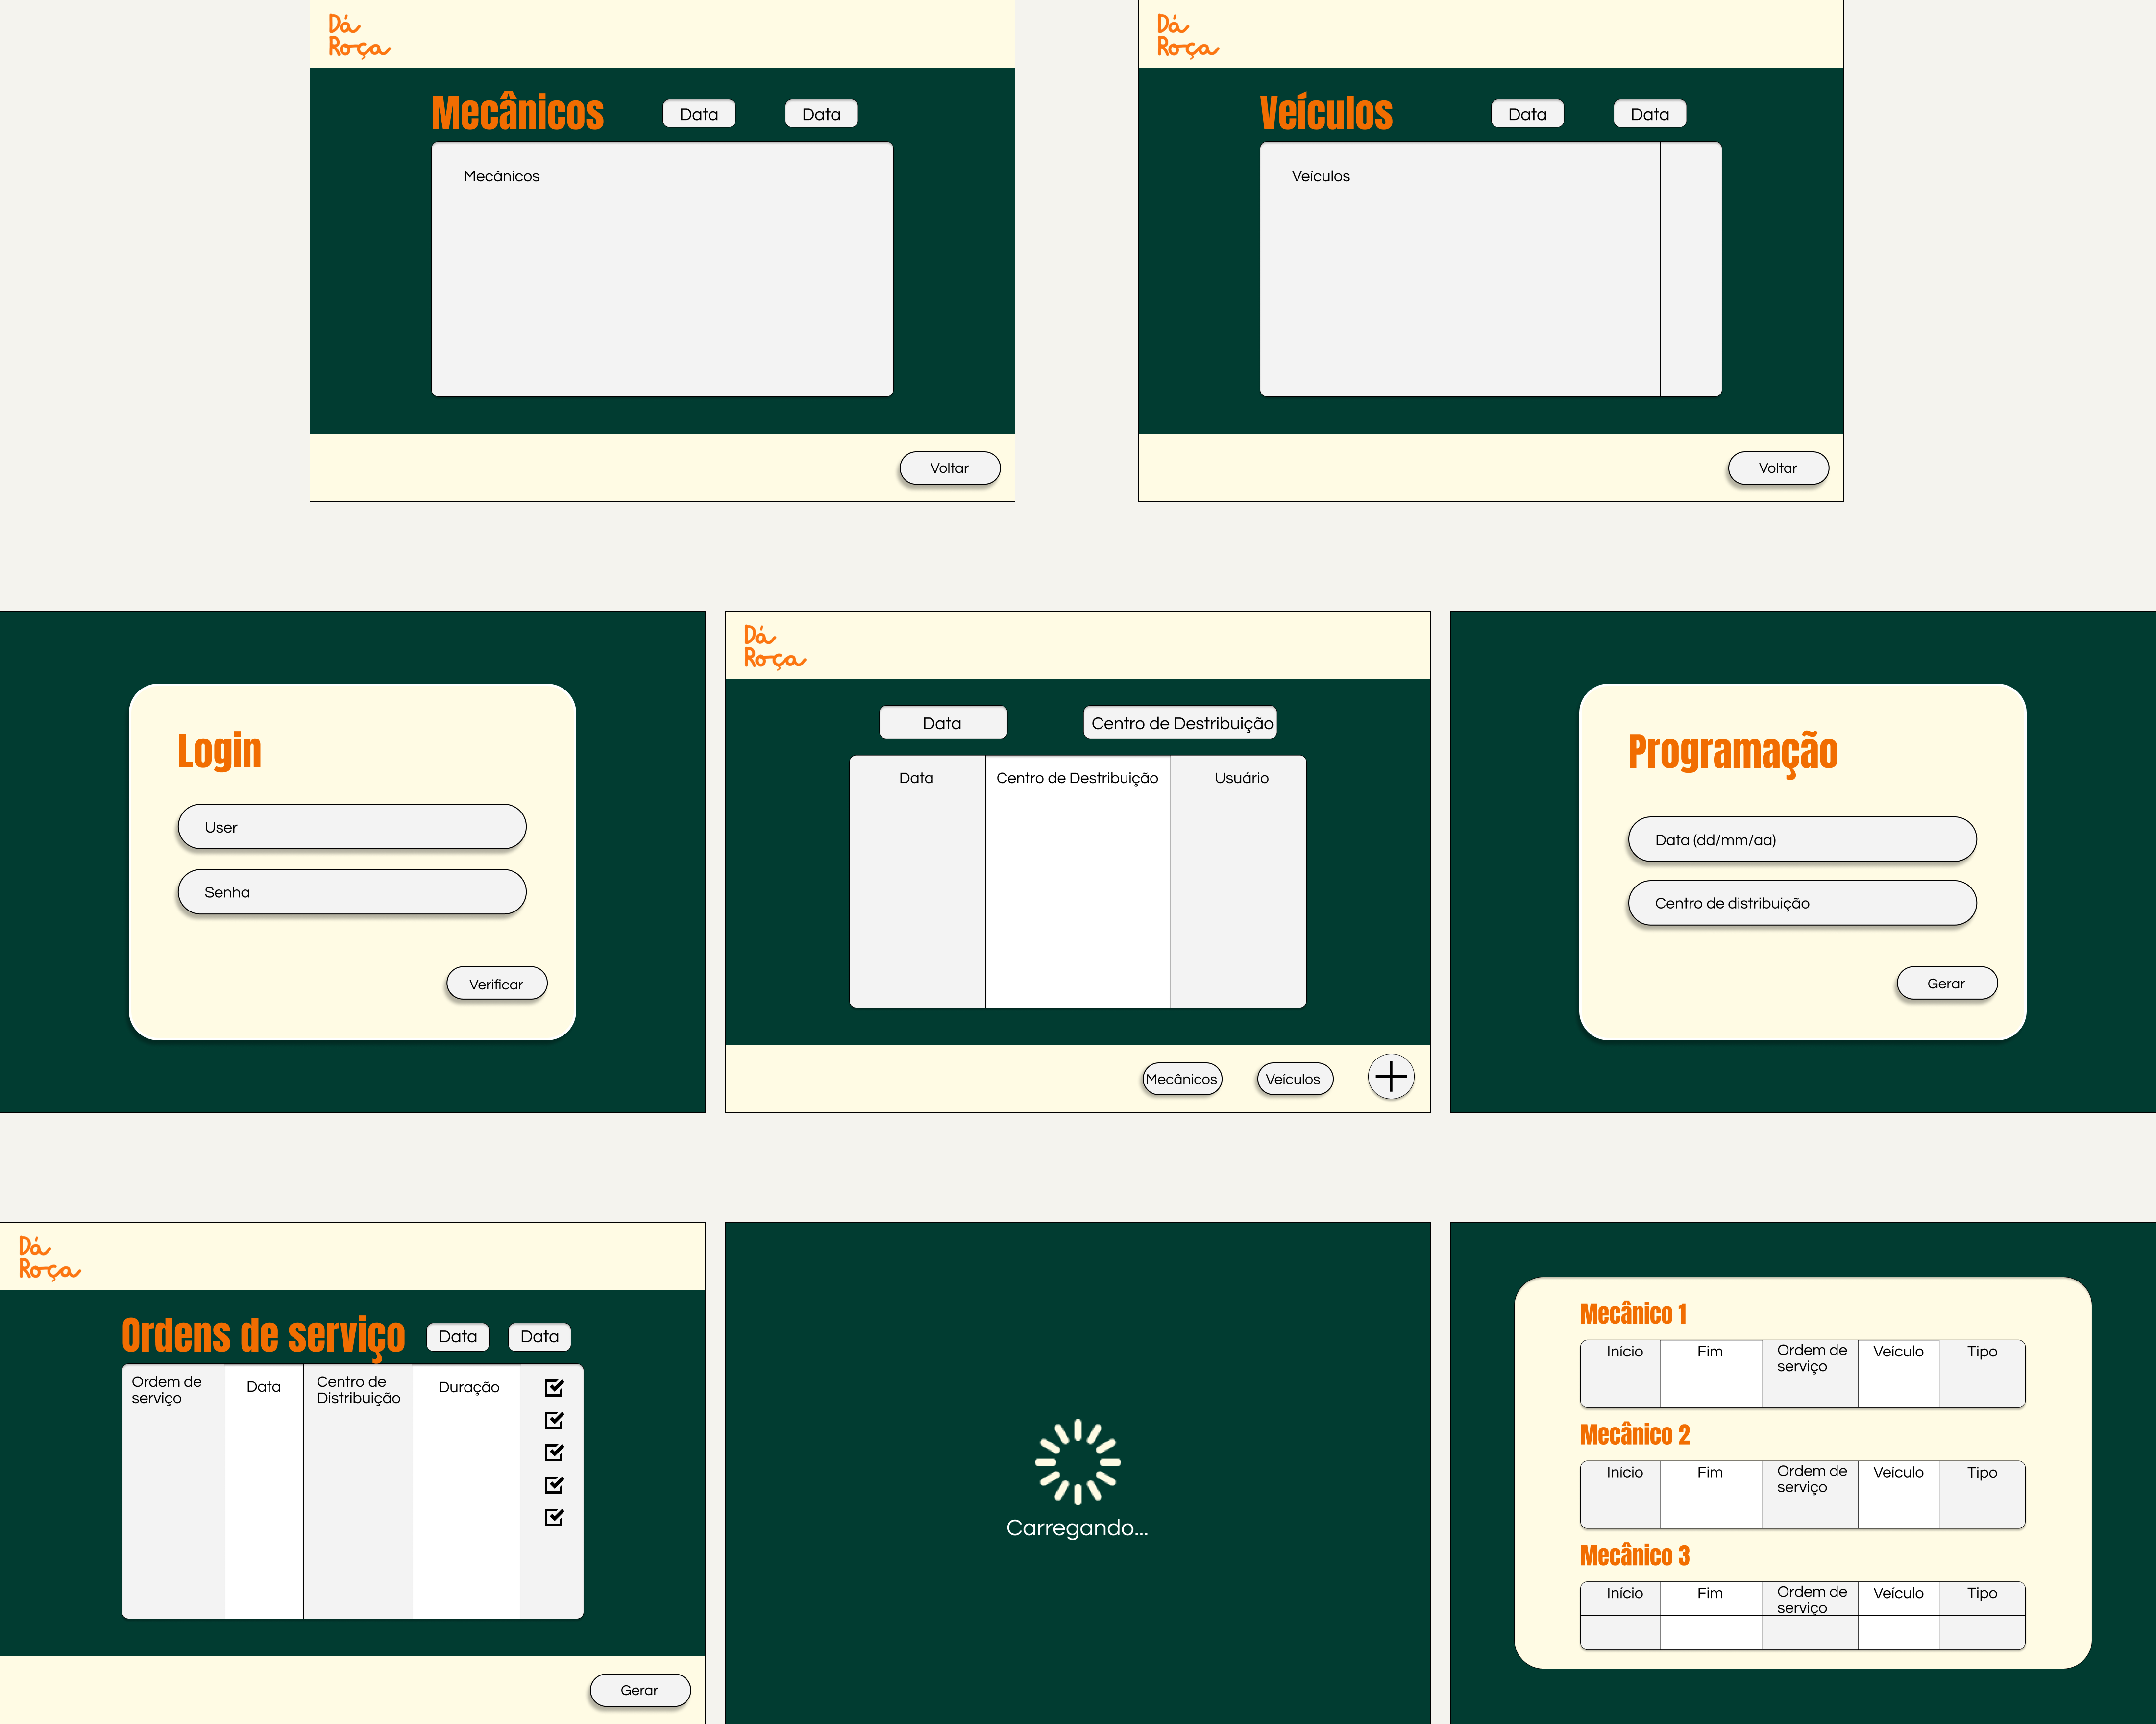 Dá
Roça
Mecânicos
Data
Data
Mecânicos
Voltar
Dá
Roça
Veículos
Data
Data
Veículos
Voltar
Login
User
Senha
Verificar
Dá
Roça
Data
Centro de Destribuição
Data
Centro de Destribuição
Usuário
Mecânicos
Veículos
Programação
Data (dd/mm/aa)
Centro de distribuição
Gerar
Dá
Roça
Ordens de serviço
Data
Data
Ordem de
serviço
Data
Centro de
Distribuição
Duração
Gerar
Carregando...
Mecânico 1
Início
Fim
Ordem de
serviço
Veículo
Tipo
Mecânico 2
Início
Fim
Ordem de
serviço
Veículo
Tipo
Mecânico 3
Início
Fim
Ordem de
serviço
Veículo
Tipo